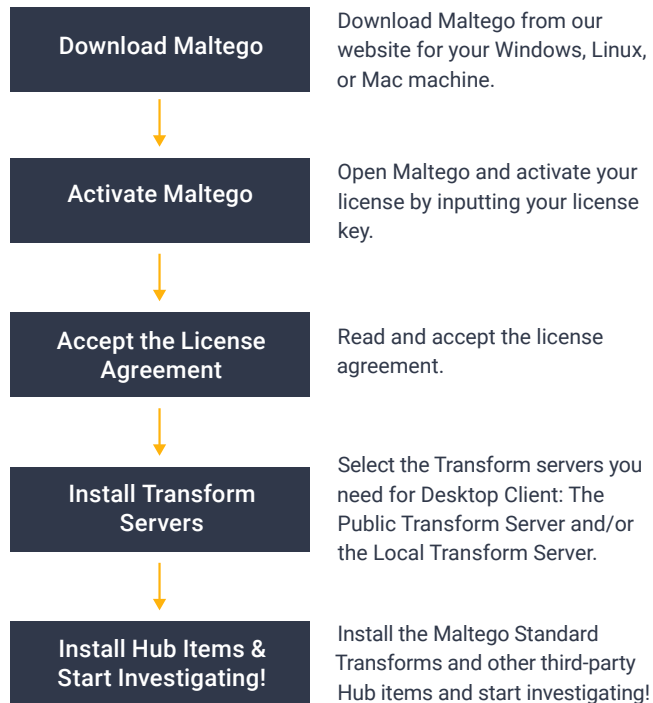 Download Maltego
Download Maltego from our
website for your Windows, Linux,
or Mac machine.
Activate Maltego
Open Maltego and activate your
license by inputting your license
key.
Accept the License
Agreement
Read and accept the license
agreement.
Install Transform
Servers
Select the Transform servers you
need for Desktop Client: The
Public Transform Server and/or
the Local Transform Server.
Install Hub Items &
Start Investigating!
Install the Maltego Standard
Transforms and other third-party
Hub items and start investigating!